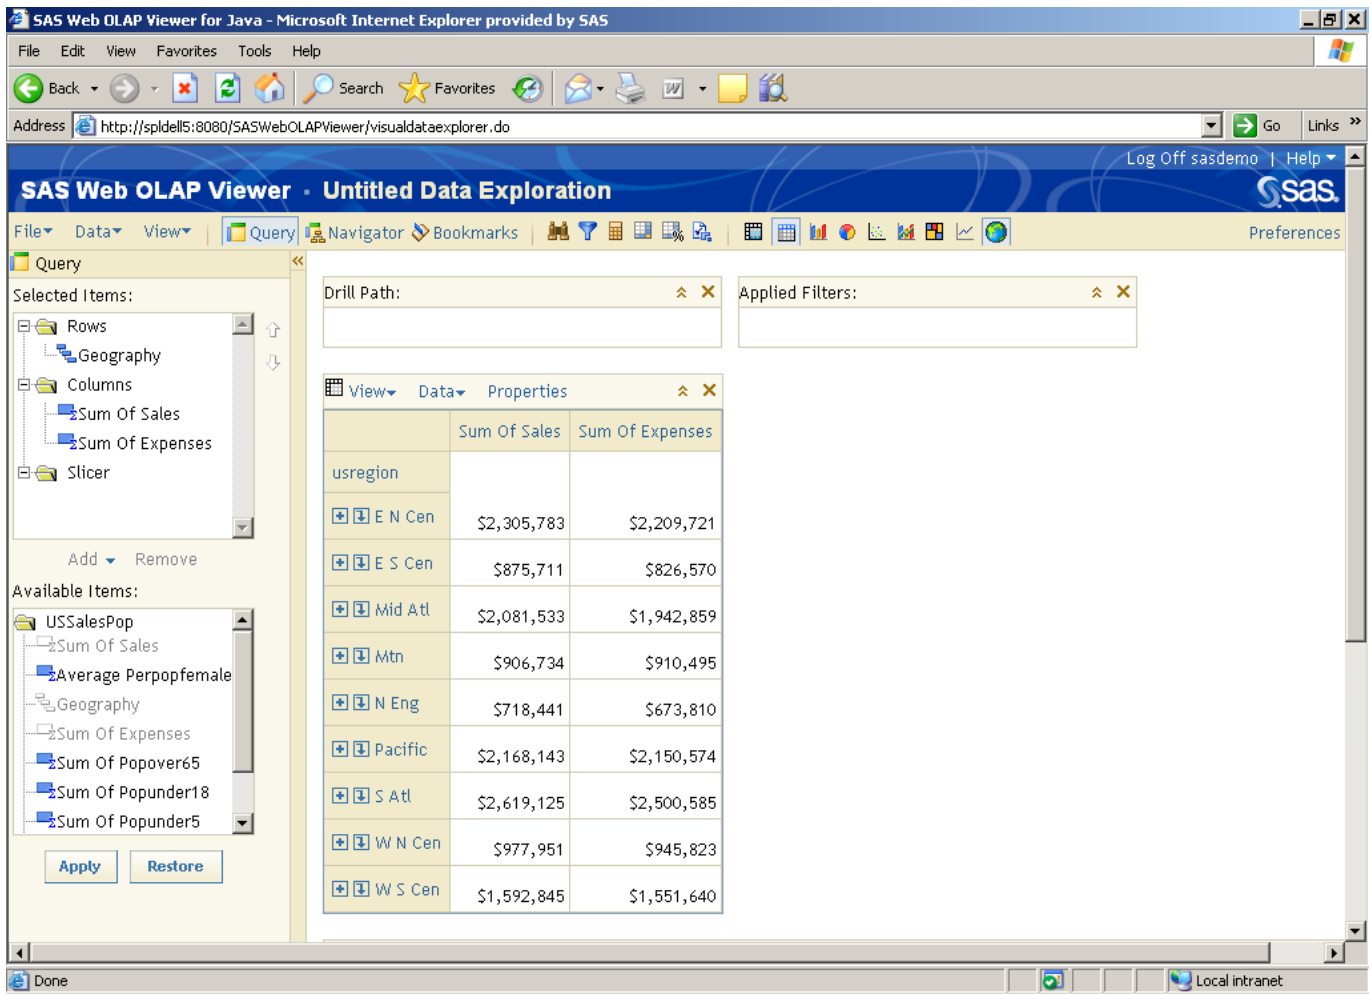 SAS Web OLAP Viewer for Java - Microsoft Internet Explorer provided by SAS
File Edit View Favorites Tools Help
Back Search Favorites
Address http://spldell5:8080/SASWebOLAPViewer/visualdataexplorer.do Go Links »
Log Off sasdemo | Help
SAS Web OLAP Viewer · Untitled Data Exploration
sas.
File Data View Query Navigator Bookmarks Preferences
Query «
Selected Items:
Rows
Geography
Columns
Sum Of Sales
Sum Of Expenses
Slicer
Add Remove
Available Items:
USSalesPop
Sum Of Sales
Average Perpopfemale
Geography
Sum Of Expenses
Sum Of Popover65
Sum Of Popunder18
Sum Of Popunder5
Apply Restore
Drill Path:
Applied Filters:
View Data Properties
Sum Of Sales Sum Of Expenses
usregion
E N Cen $2,305,783 $2,209,721
E S Cen $875,711 $826,570
Mid Atl $2,081,533 $1,942,859
Mtn $906,734 $910,495
N Eng $718,441 $673,810
Pacific $2,168,143 $2,150,574
S Atl $2,619,125 $2,500,585
W N Cen $977,951 $945,823
W S Cen $1,592,845 $1,551,640
Done Local intranet